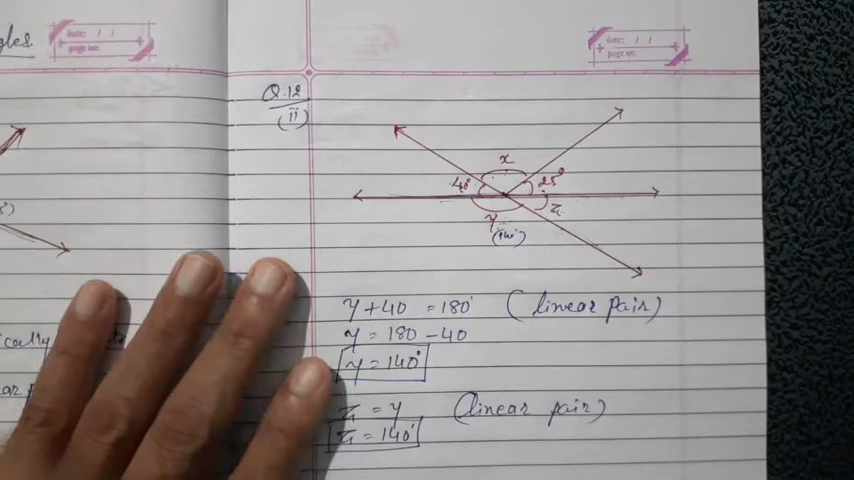 gles
date: / /
page no:
date: / /
page no:
Q.12
(ii)
x
40°
25°
z
y
(140°)
y + 40 = 180° (linear pair)
y = 180 - 40
y = 140°
z = y (linear pair)
z = 140°